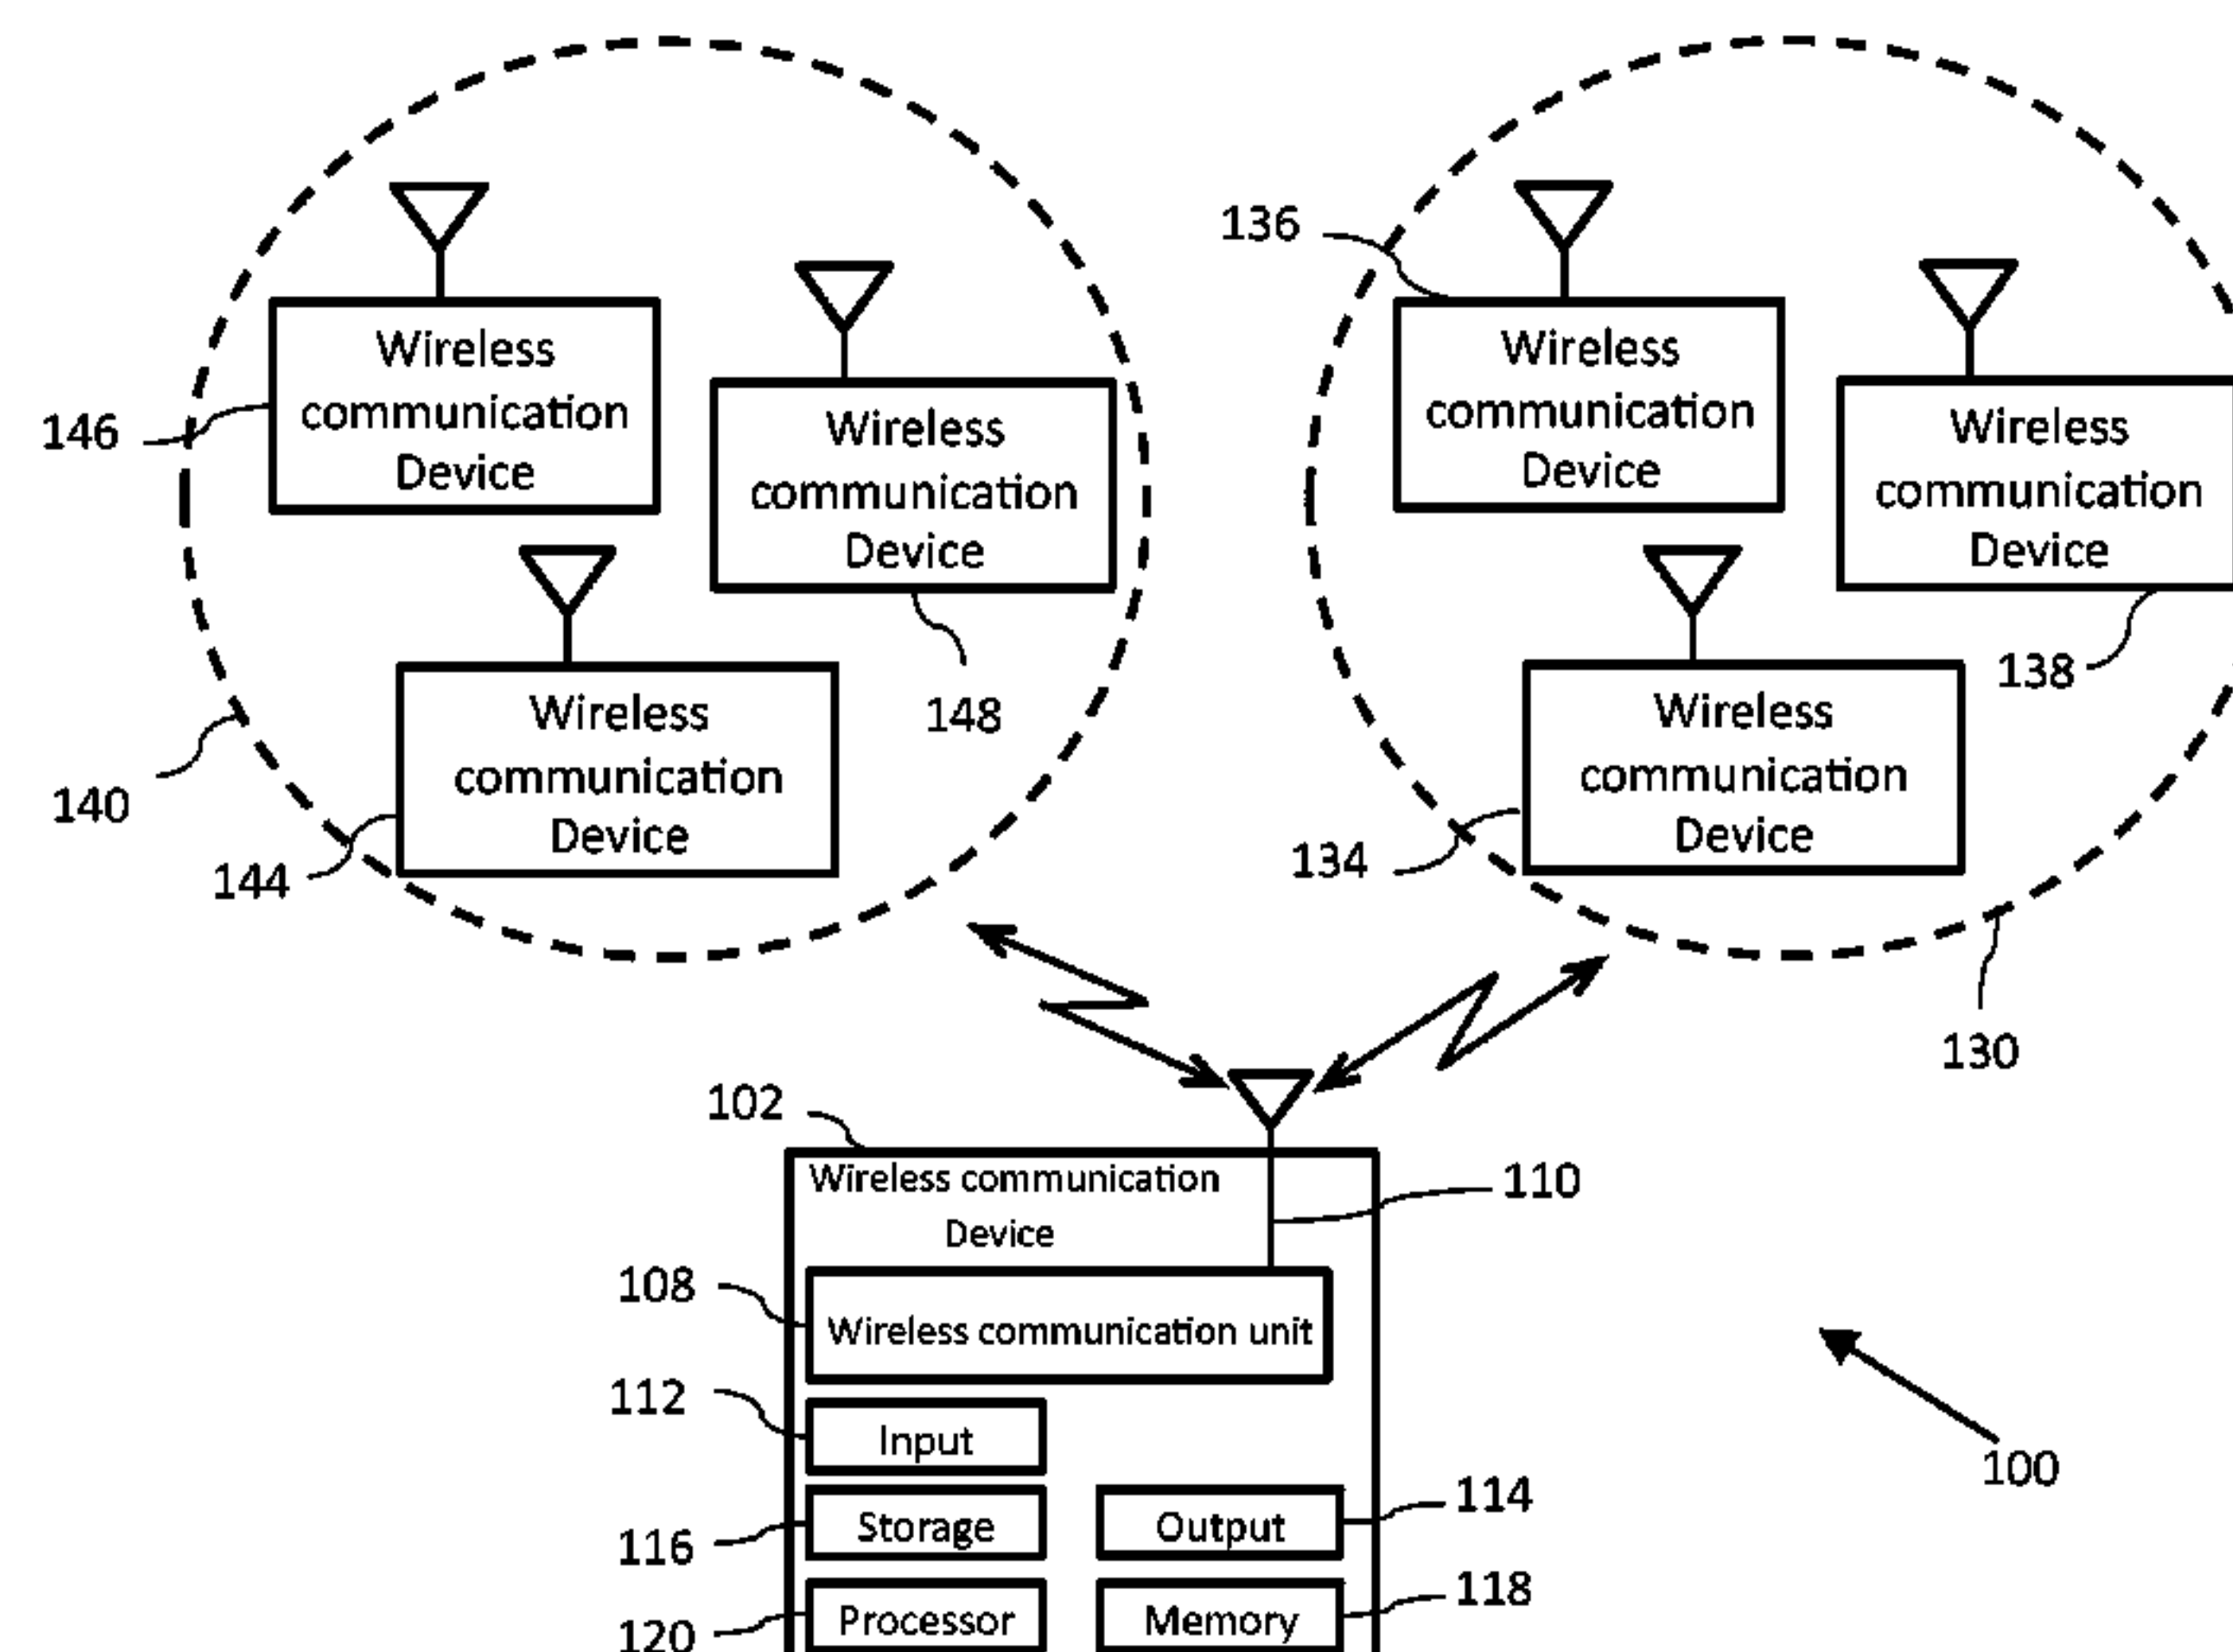 136
Wireless
communication
Device
146
Wireless
communication
Device
148
Wireless
communication
Device
140
144
Wireless
communication
Device
Wireless
communication
Device
138
134
Wireless
communication
Device
130
102
Wireless communication
Device
110
108
Wireless communication unit
112
Input
116
Storage
Output
114
120
Processor
Memory
118
100